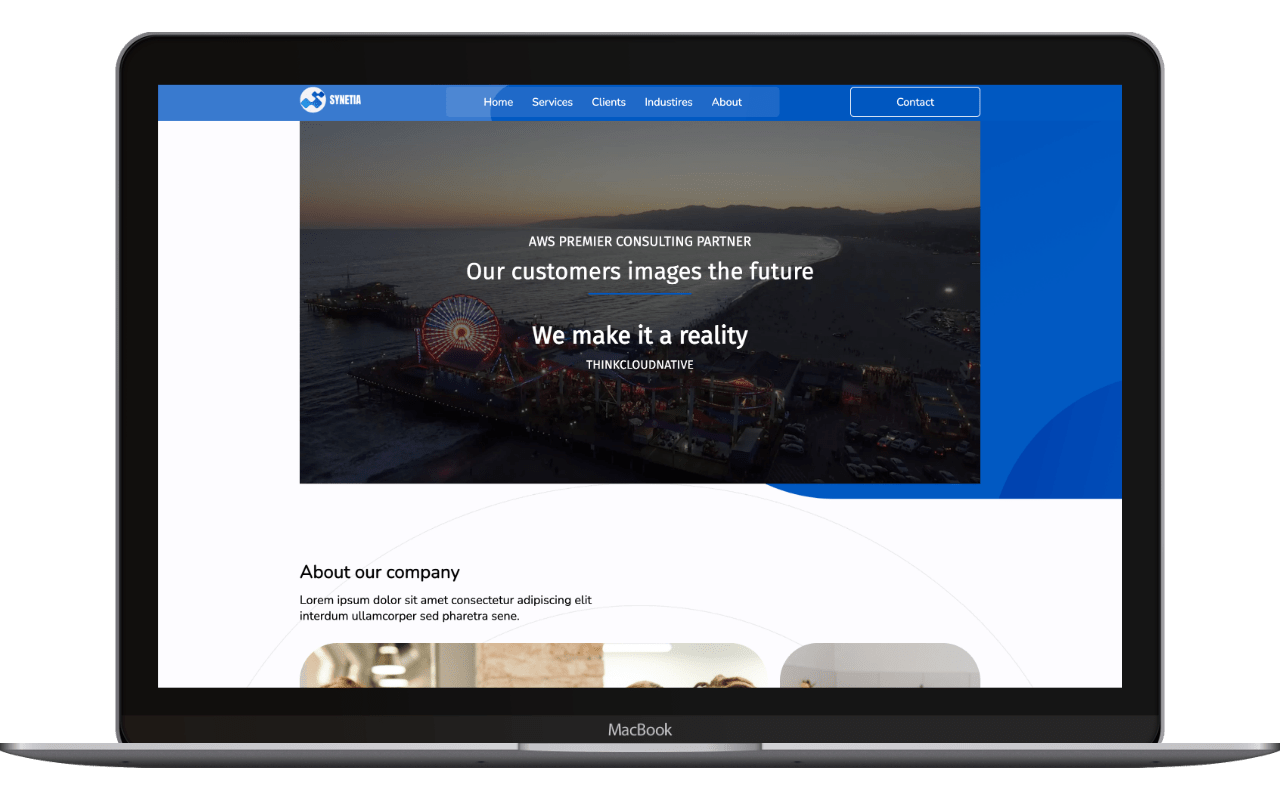 SYNETIA
Home Services Clients Industires About
Contact
AWS PREMIER CONSULTING PARTNER
Our customers images the future
We make it a reality
THINKCLOUDNATIVE
About our company
Lorem ipsum dolor sit amet consectetur adipiscing elit
interdum ullamcorper sed pharetra sene.
MacBook